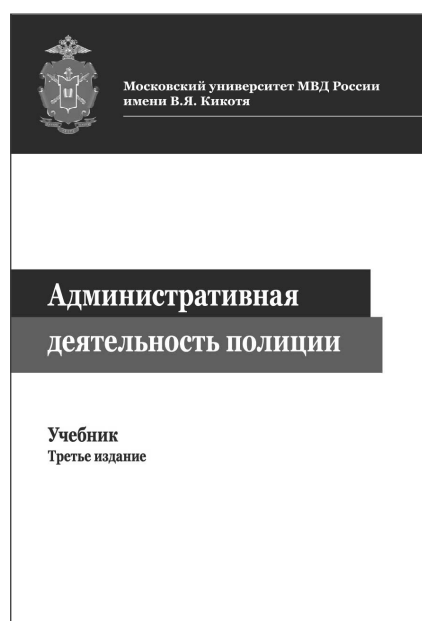 Московский университет МВД России
имени В.Я. Кикотя
Административная
деятельность полиции
Учебник
Третье издание